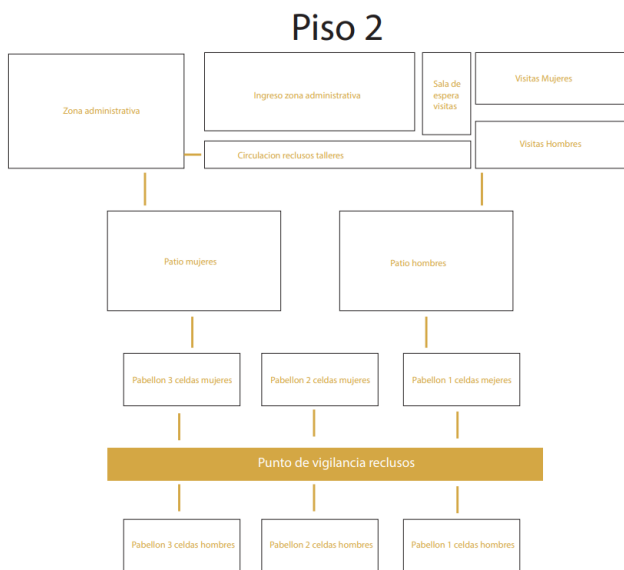 Piso 2
Zona administrativa
Ingreso zona administrativa
Sala de
espera
visitas
Visitas Mujeres
Visitas Hombres
Circulacion reclusos talleres
Patio mujeres
Patio hombres
Pabellon 3 celdas mujeres
Pabellon 2 celdas mujeres
Pabellon 1 celdas mejeres
Punto de vigilancia reclusos
Pabellon 3 celdas hombres
Pabellon 2 celdas hombres
Pabellon 1 celdas hombres